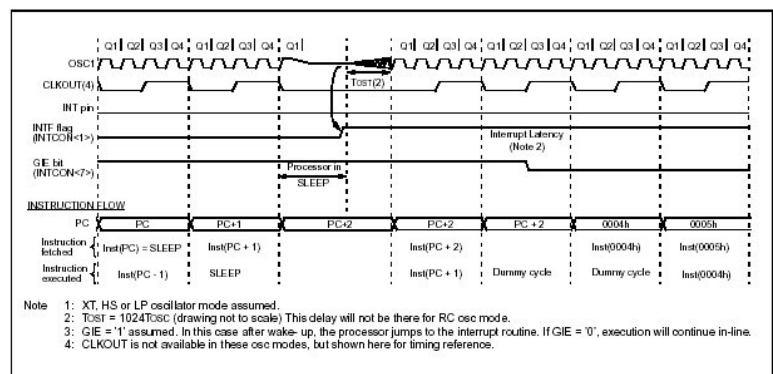 Q1 Q2 Q3 Q4 Q1 Q2 Q3 Q4 Q1 Q1 Q2 Q3 Q4 Q1 Q2 Q3 Q4 Q1 Q2 Q3 Q4 Q1 Q2 Q3 Q4
OSC1
TOST(2)
CLKOUT(4)
INT pin
INTF flag
(INTCON<1>)
Interrupt Latency
(Note 2)
GIE bit
(INTCON<7>)
Processor in
SLEEP
INSTRUCTION FLOW
PC PC PC+1 PC+2 PC+2 PC + 2 0004h 0005h
Instruction
fetched
Inst(PC) = SLEEP Inst(PC + 1) Inst(PC + 2) Inst(0004h) Inst(0005h)
Instruction
executed
Inst(PC - 1) SLEEP Inst(PC + 1) Dummy cycle Dummy cycle Inst(0004h)
Note 1: XT, HS or LP oscillator mode assumed.
2: TOST = 1024TOSC (drawing not to scale) This delay will not be there for RC osc mode.
3: GIE = '1' assumed. In this case after wake- up, the processor jumps to the interrupt routine. If GIE = '0', execution will continue in-line.
4: CLKOUT is not available in these osc modes, but shown here for timing reference.